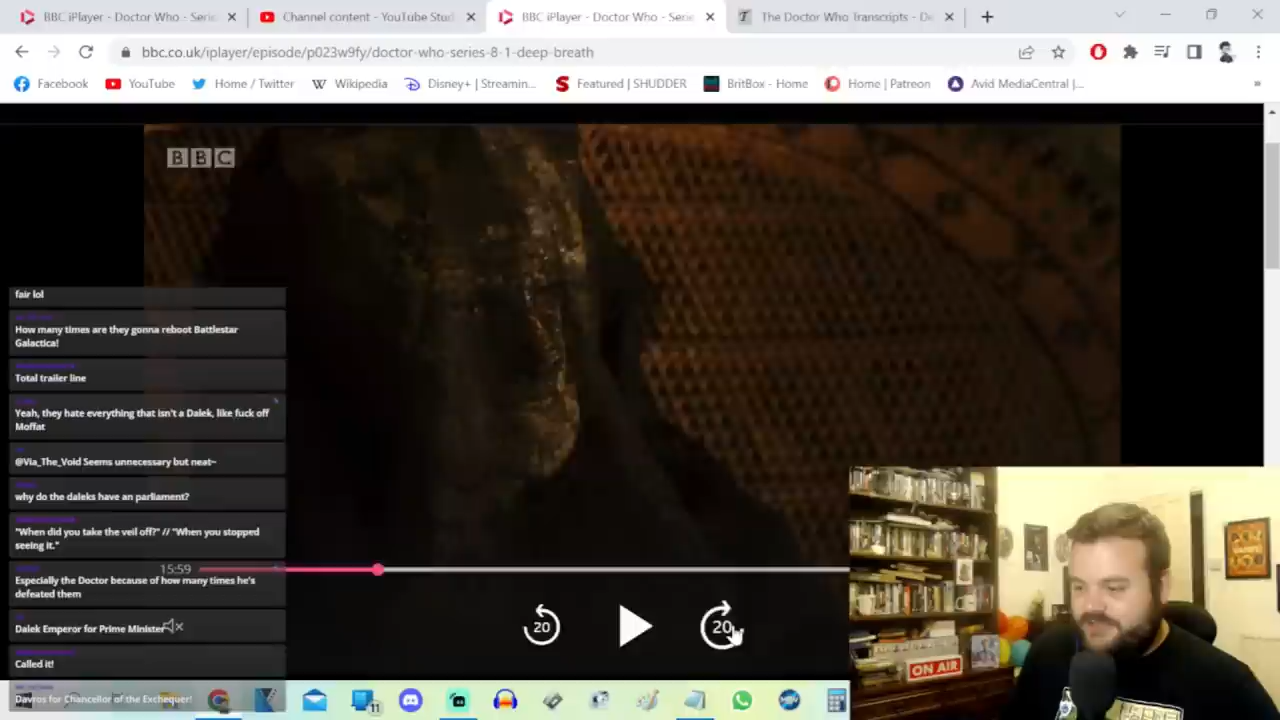 BBC iPlayer - Doctor Who - Serie
Channel content - YouTube Stud
BBC iPlayer - Doctor Who - Serie
The Doctor Who Transcripts - De
bbc.co.uk/iplayer/episode/p023w9fy/doctor-who-series-8-1-deep-breath
Facebook
YouTube
Home / Twitter
Wikipedia
Disney+ | Streamin...
Featured | SHUDDER
BritBox - Home
Home | Patreon
Avid MediaCentral |...
BBC
fair lol
How many times are they gonna reboot Battlestar
Galactica!
Total trailer line
Yeah, they hate everything that isn't a Dalek, like fuck off
Moffat
@Via_The_Void Seems unnecessary but neat~
why do the daleks have an parliament?
"When did you take the veil off?" // "When you stopped
seeing it."
15:59
Especially the Doctor because of how many times he's
defeated them
Dalek Emperor for Prime Minister
Called it!
Davros for Chancellor of the Exchequer!
20
20
ON AIR
11